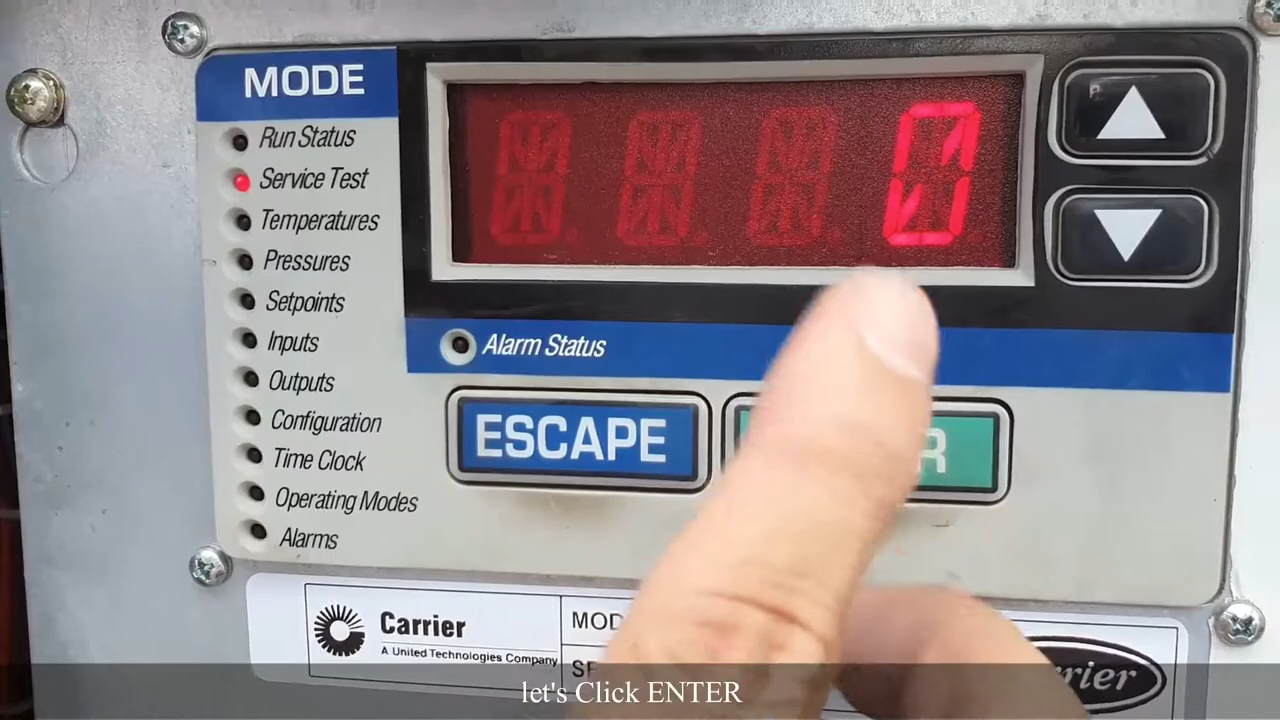 MODE
Run Status
Service Test
Temperatures
Pressures
Setpoints
Inputs
Outputs
Configuration
Time Clock
Operating Modes
Alarms
0
Alarm Status
ESCAPE
Carrier
A United Technologies Company
let's Click ENTER